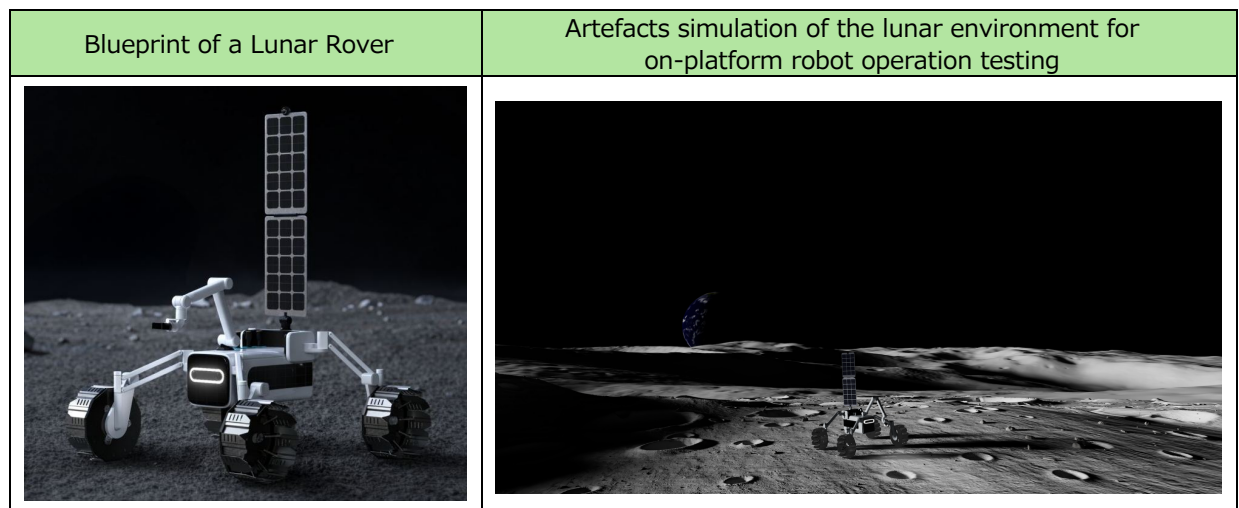 Blueprint of a Lunar Rover
Artefacts simulation of the lunar environment for
on-platform robot operation testing